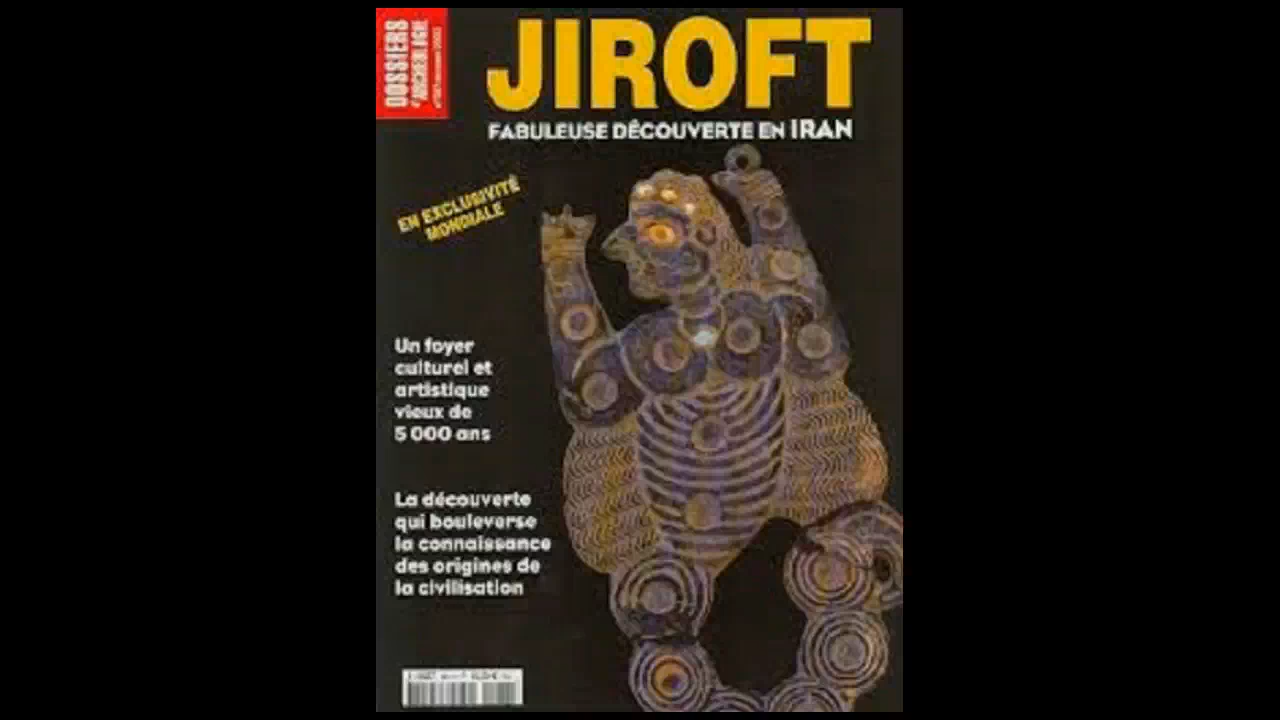 DOSSIERS
d'ARCHÉOLOGIE
JIROFT
FABULEUSE DÉCOUVERTE EN IRAN
EN EXCLUSIVITÉ
MONDIALE
Un foyer
culturel et
artistique
vieux de
5 000 ans
La découverte
qui bouleverse
la connaissance
des origines de
la civilisation